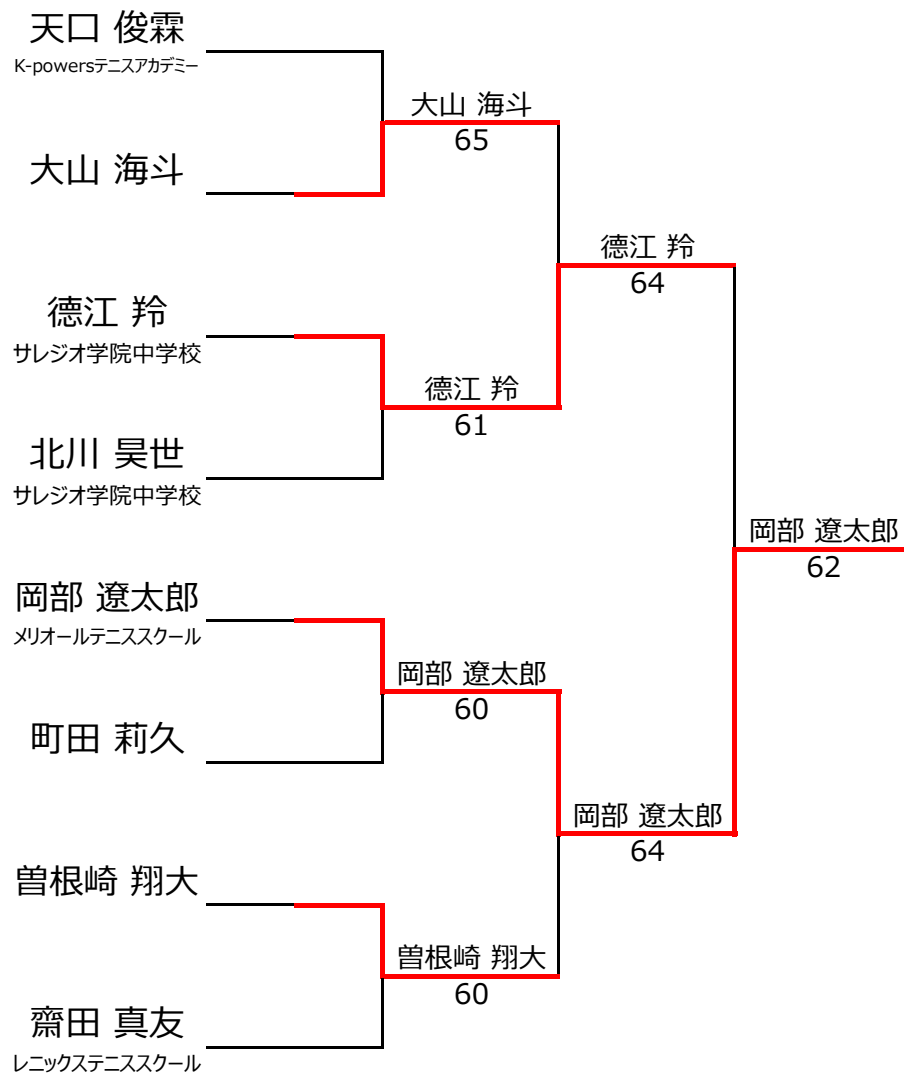 天口 俊霖
K-powersテニスアカデミー
大山 海斗
65
大山 海斗
徳江 羚
64
徳江 羚
サレジオ学院中学校
徳江 羚
61
北川 昊世
サレジオ学院中学校
岡部 遼太郎
62
岡部 遼太郎
メリオールテニススクール
岡部 遼太郎
60
町田 莉久
岡部 遼太郎
64
曽根崎 翔大
曽根崎 翔大
60
齋田 真友
レニックステニススクール